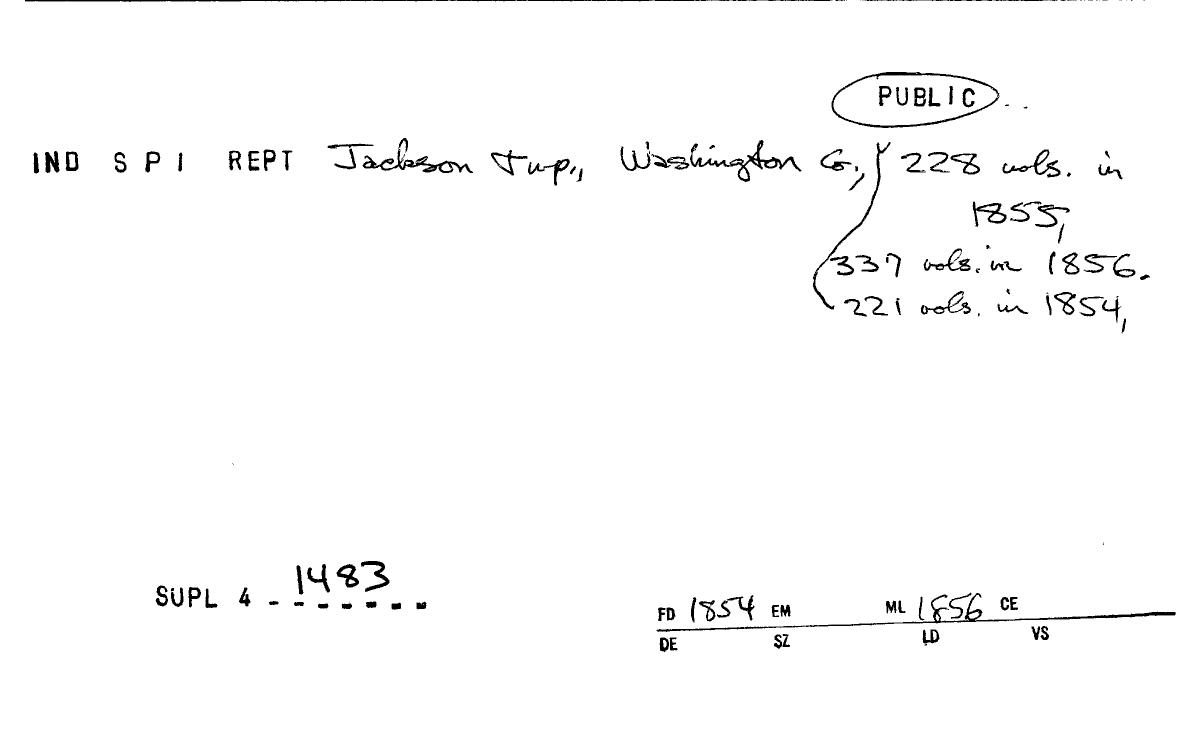 PUBLIC ..
IND S P I REPT Jackson Twp., Washington Co., 228 vols. in
1855,
337 vols. in 1856.
221 vols. in 1854,
1483
SUPL 4 - - - - - - -
FD 1854 EM ML 1856 CE
DE SZ LD VS